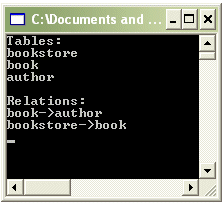 C:\Documents and ...
Tables:
bookstore
book
author
Relations:
book->author
bookstore->book